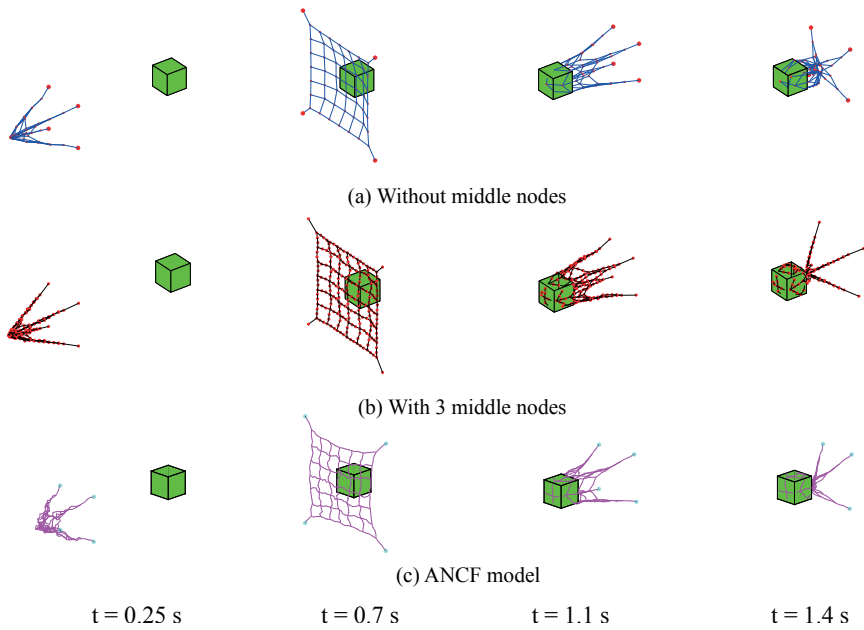 (a) Without middle nodes
(b) With 3 middle nodes
(c) ANCF model
t = 0.25 s t = 0.7 s t = 1.1 s t = 1.4 s